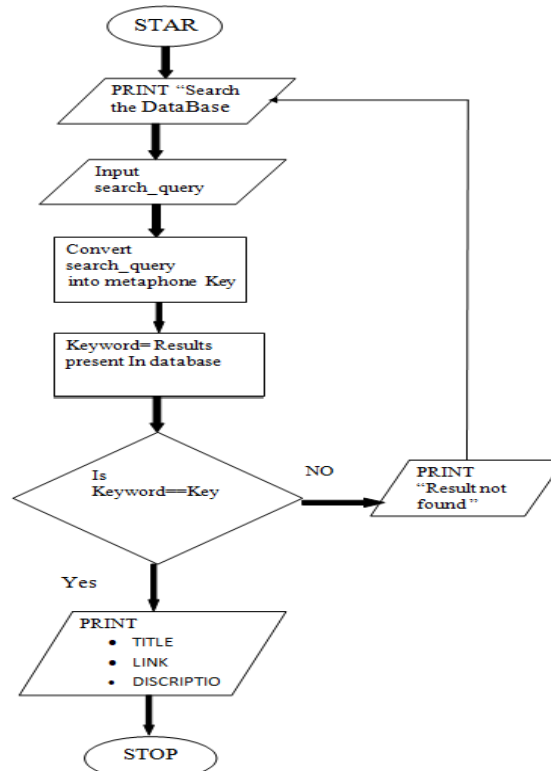 STAR
PRINT “Search
the DataBase
Input
search_query
Convert
search_query
into metaphone Key
Keyword= Results
present In database
Is
Keyword==Key
NO
PRINT
“Result not
found”
Yes
PRINT
• TITLE
• LINK
• DISCRIPTIO
STOP